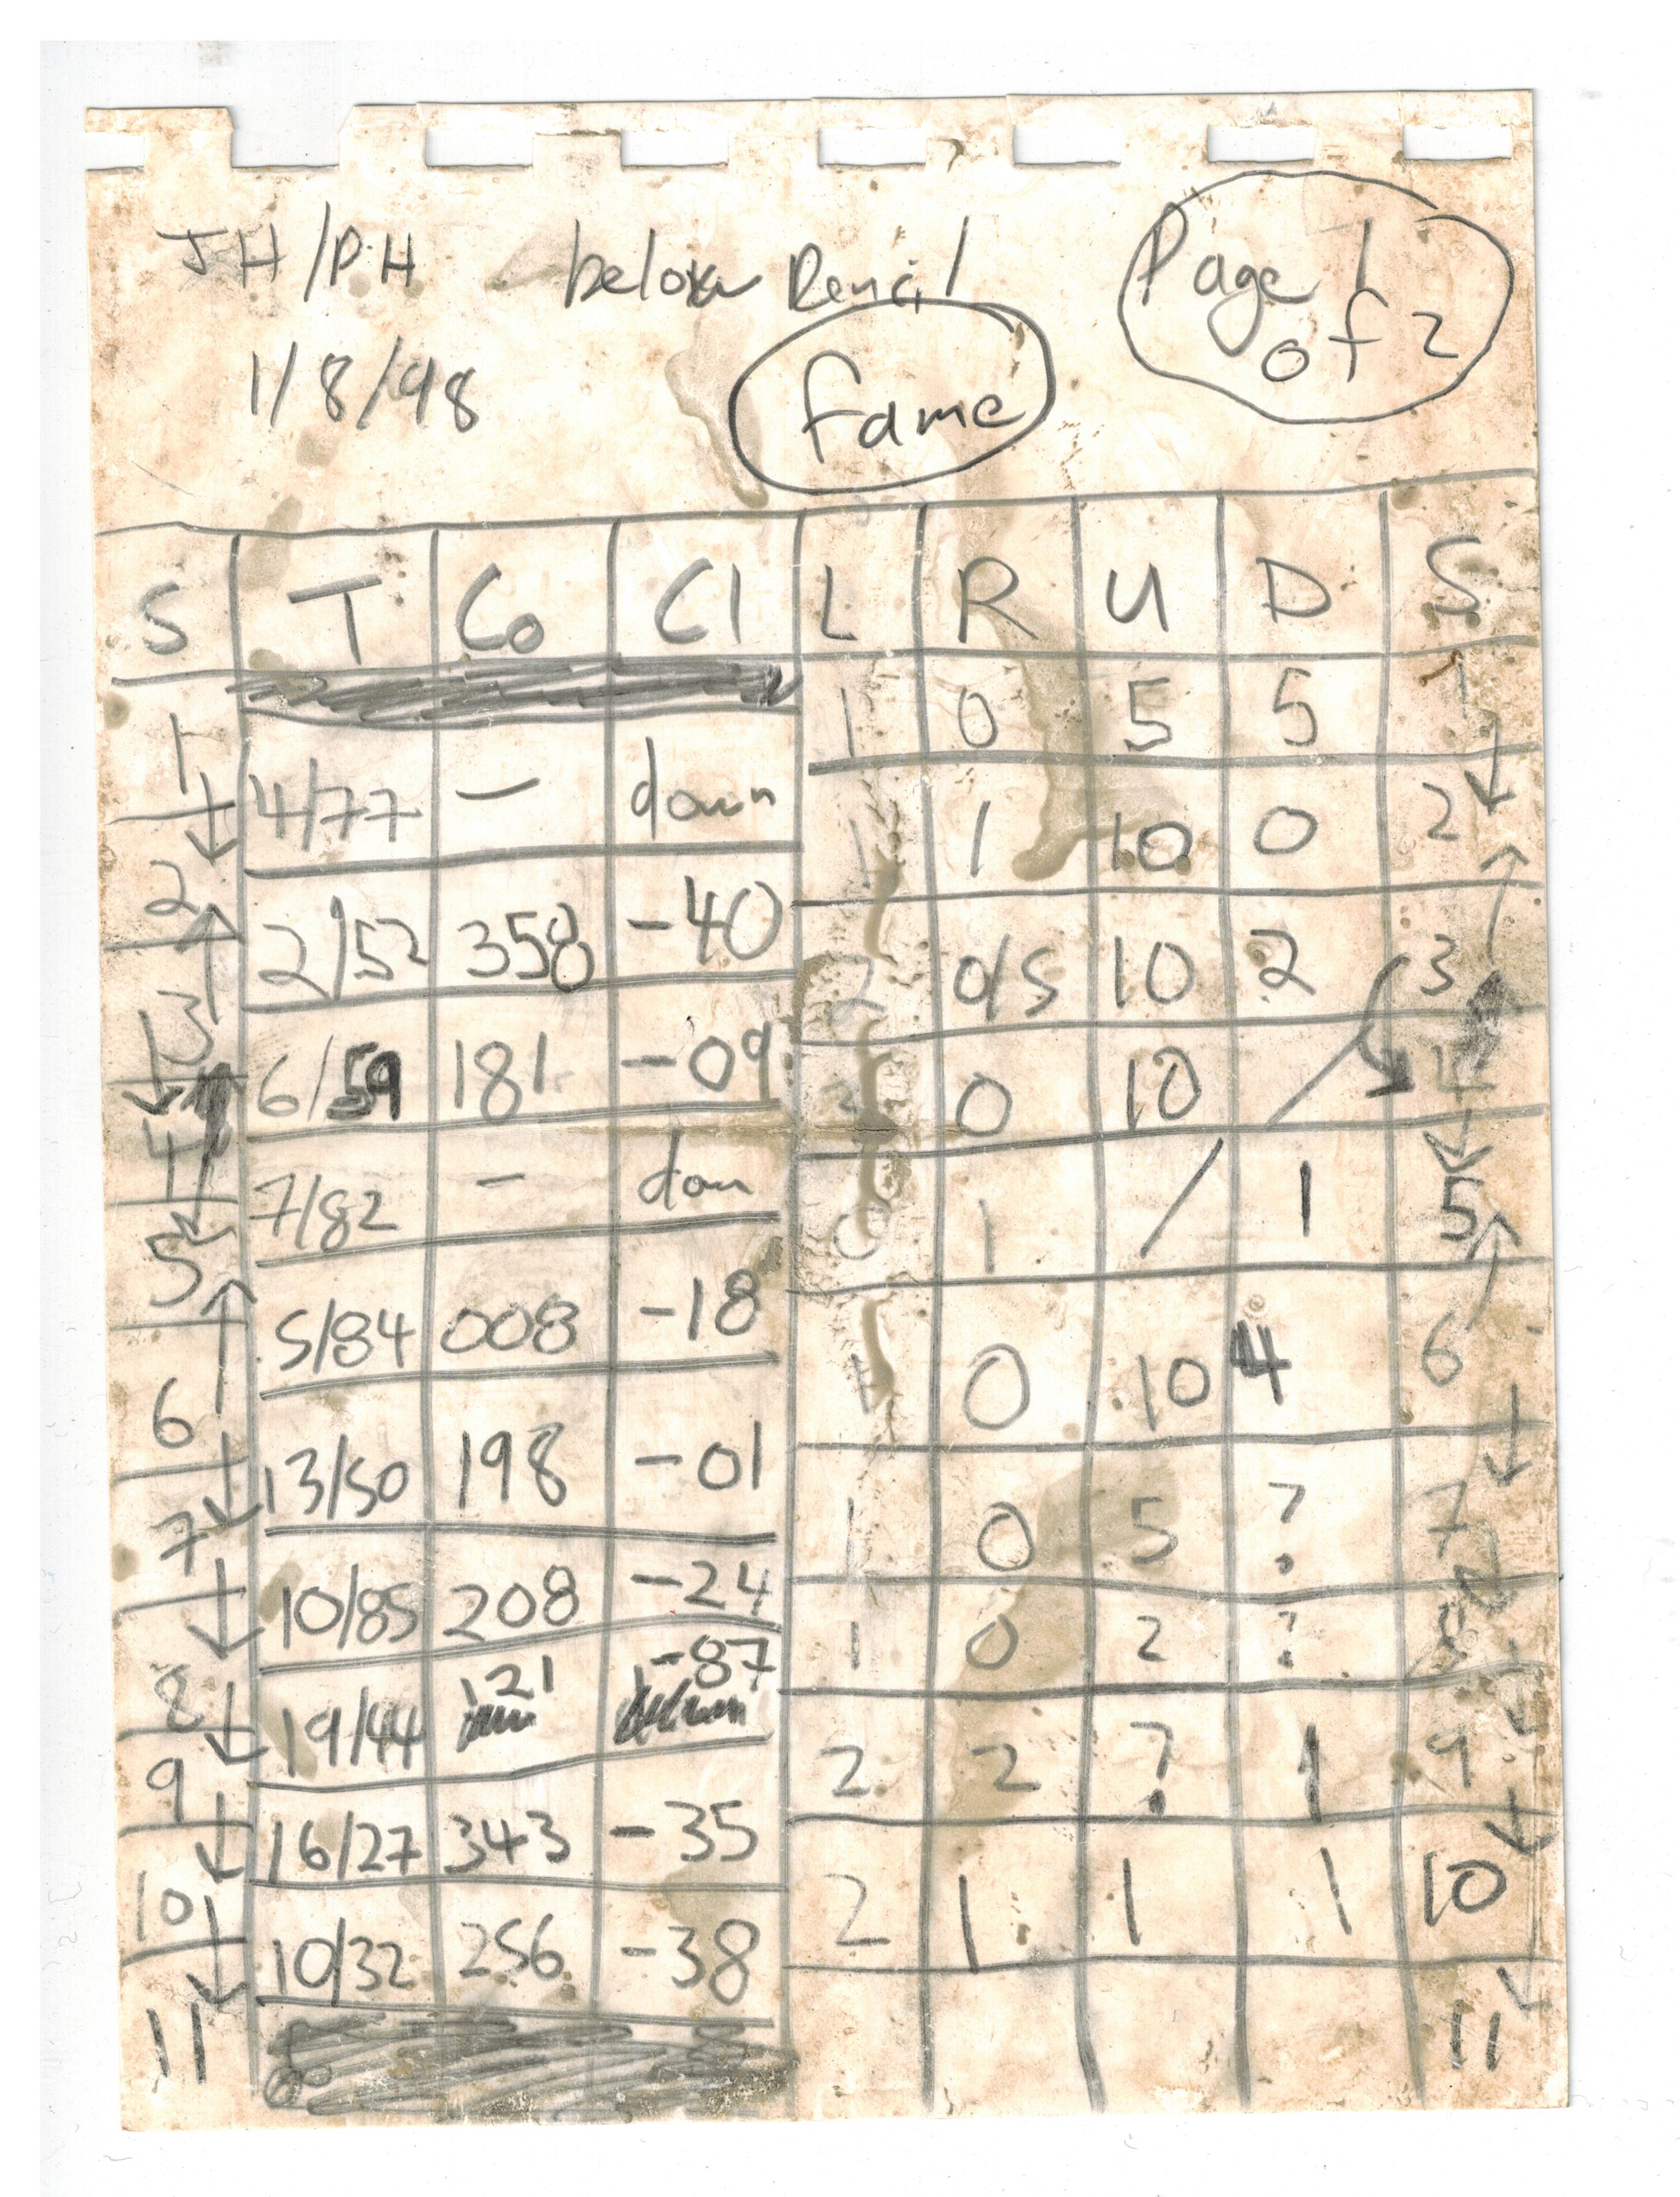 JH/PH below Pencil Page 1 of 2
1/8/98 Fame
S T Co Cl L R U D S
1 1 0 5 5 1
4/77 — down
2 1 1 10 0 2
2/52 358 -40
3 2 0/5 10 2 3
6/59 181 -09
4 0 10 / 4
7/82 — don
5 0 1 / 1 5
5/84 008 -18
6 1 0 10 4 6
13/50 198 -01
7 1 0 5 ? 7
10/85 208 -24
8 1 0 2 ? 8
19/44 121 -87
9 2 2 ? 1 9
16/27 343 -35
10 2 1 1 1 10
10/32 256 -38
11 11